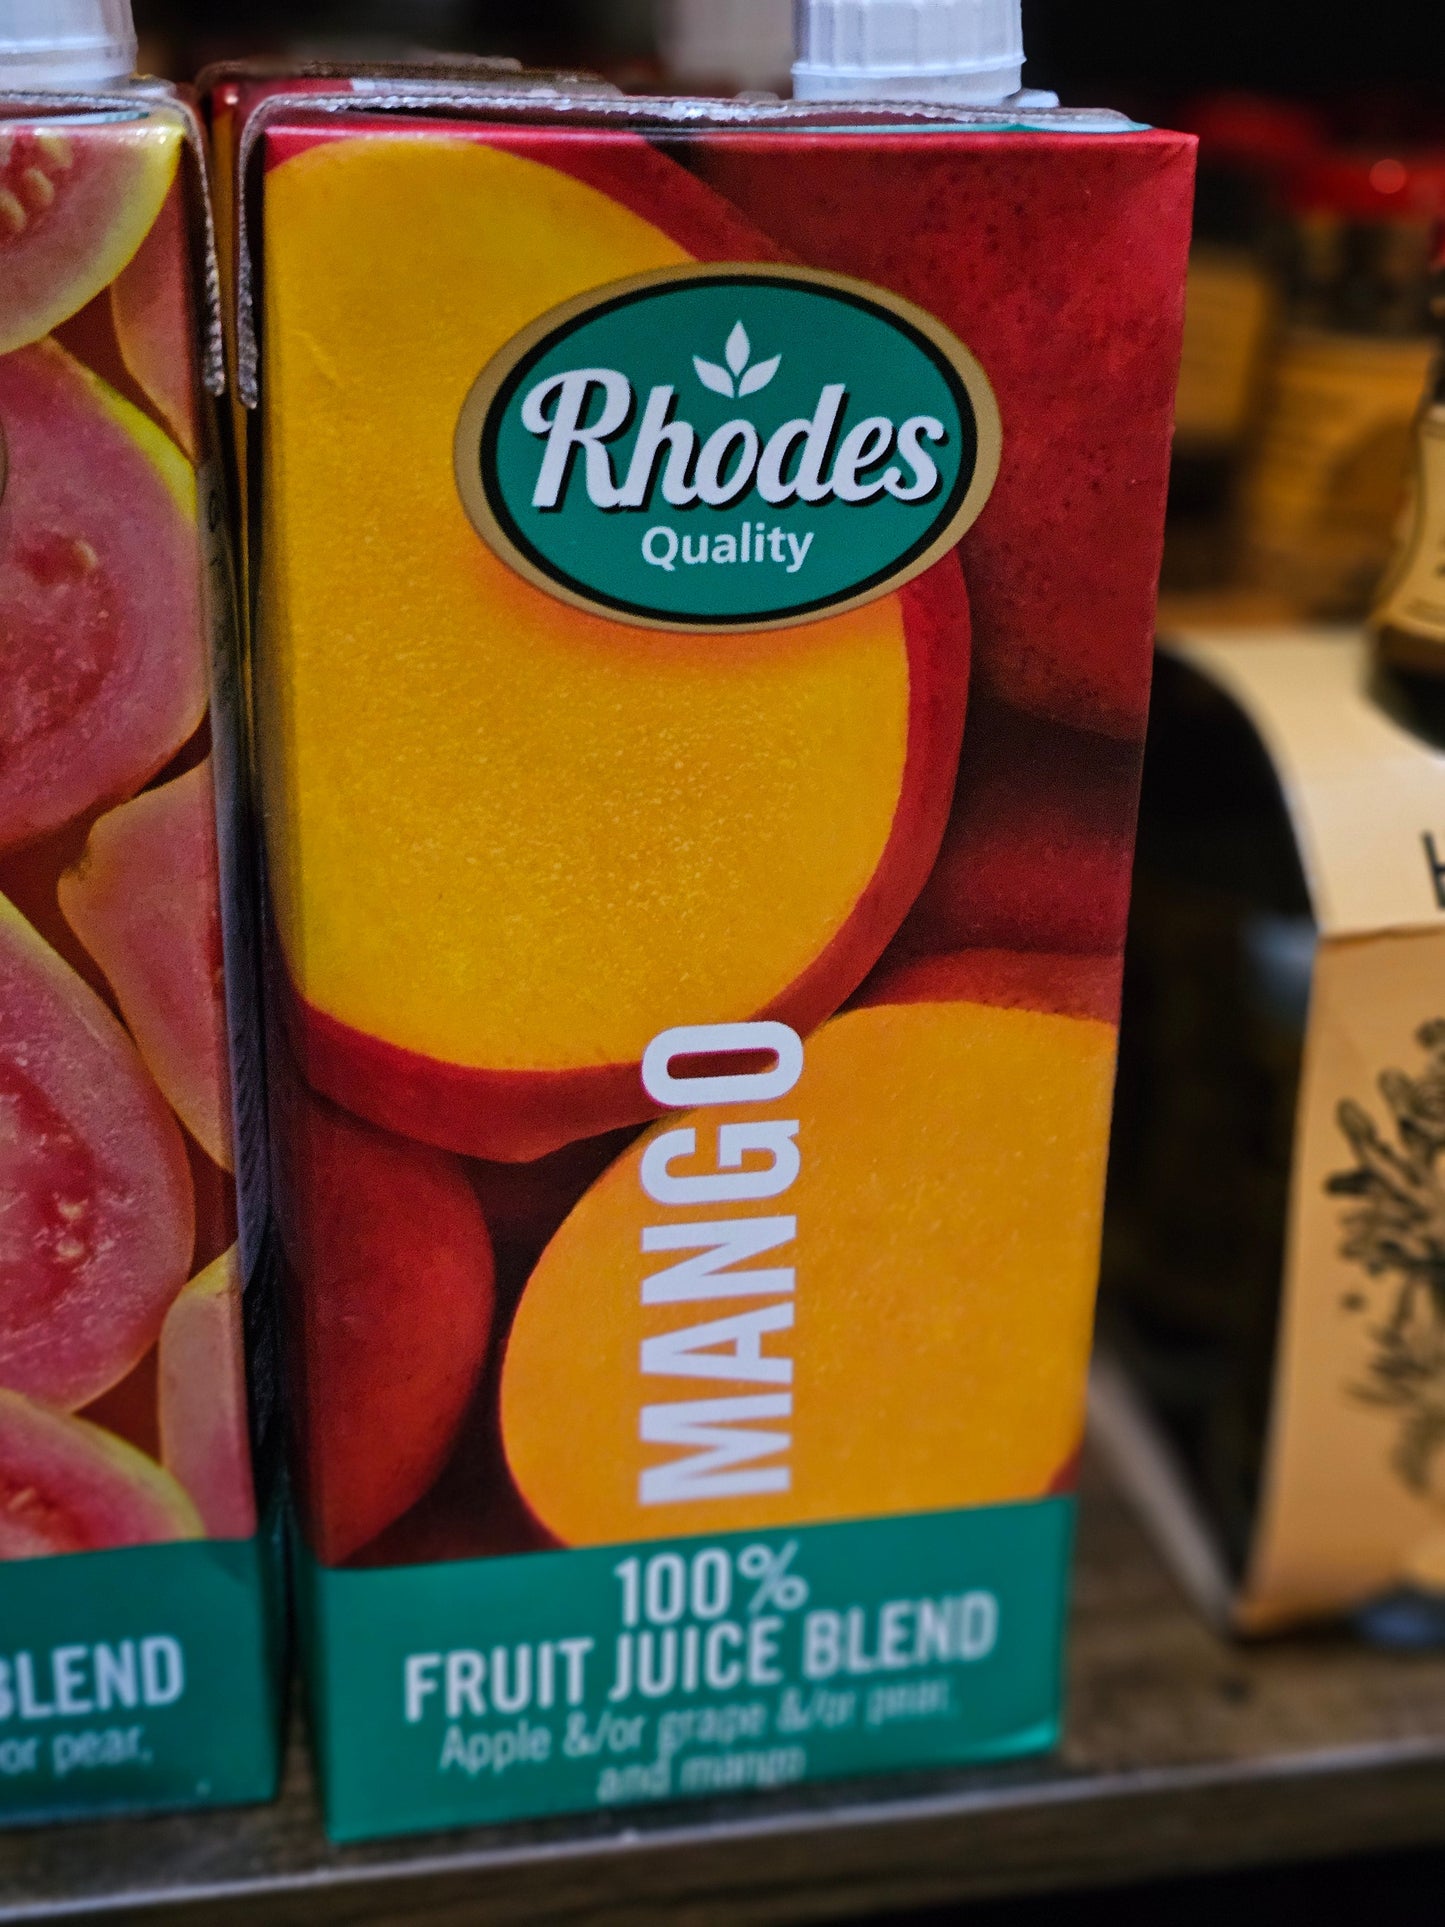 Rhodes
Quality
MANGO
100%
FRUIT JUICE BLEND
Apple &/or grape &/or pear,
and mango
BLEND
or pear,